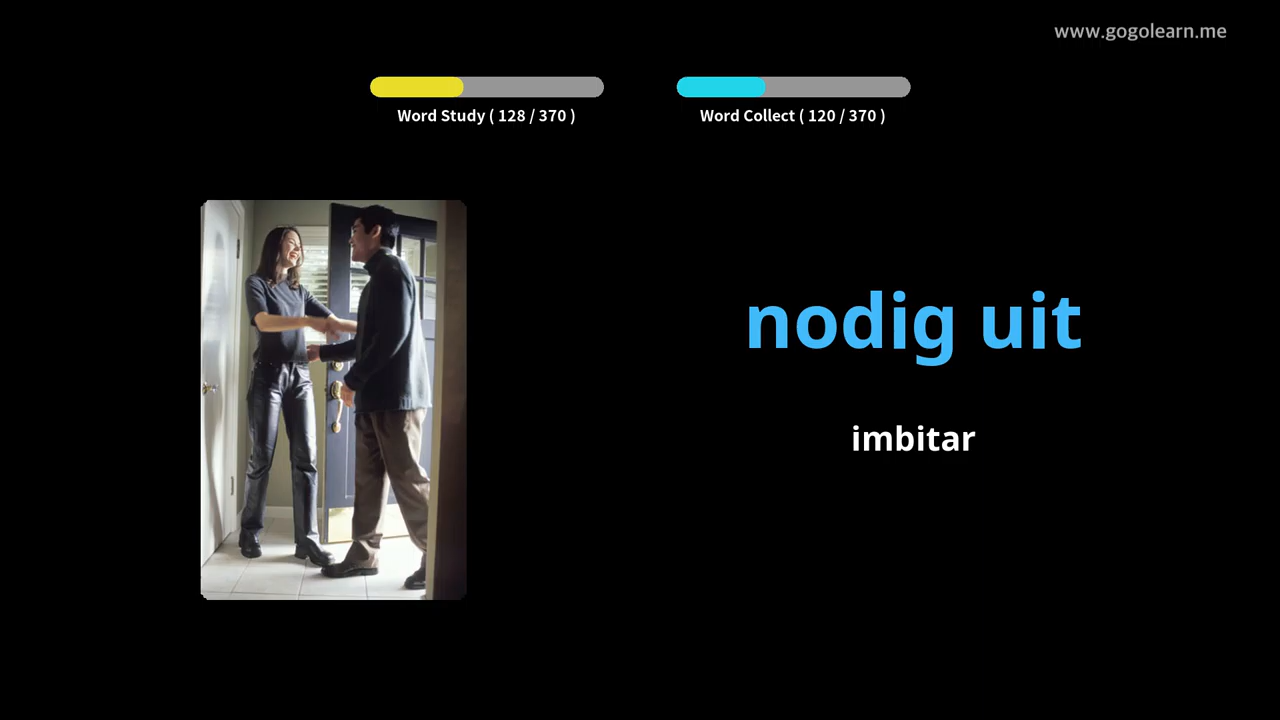 www.gogolearn.me
Word Study ( 128 / 370 )
Word Collect ( 120 / 370 )
nodig uit
imbitar